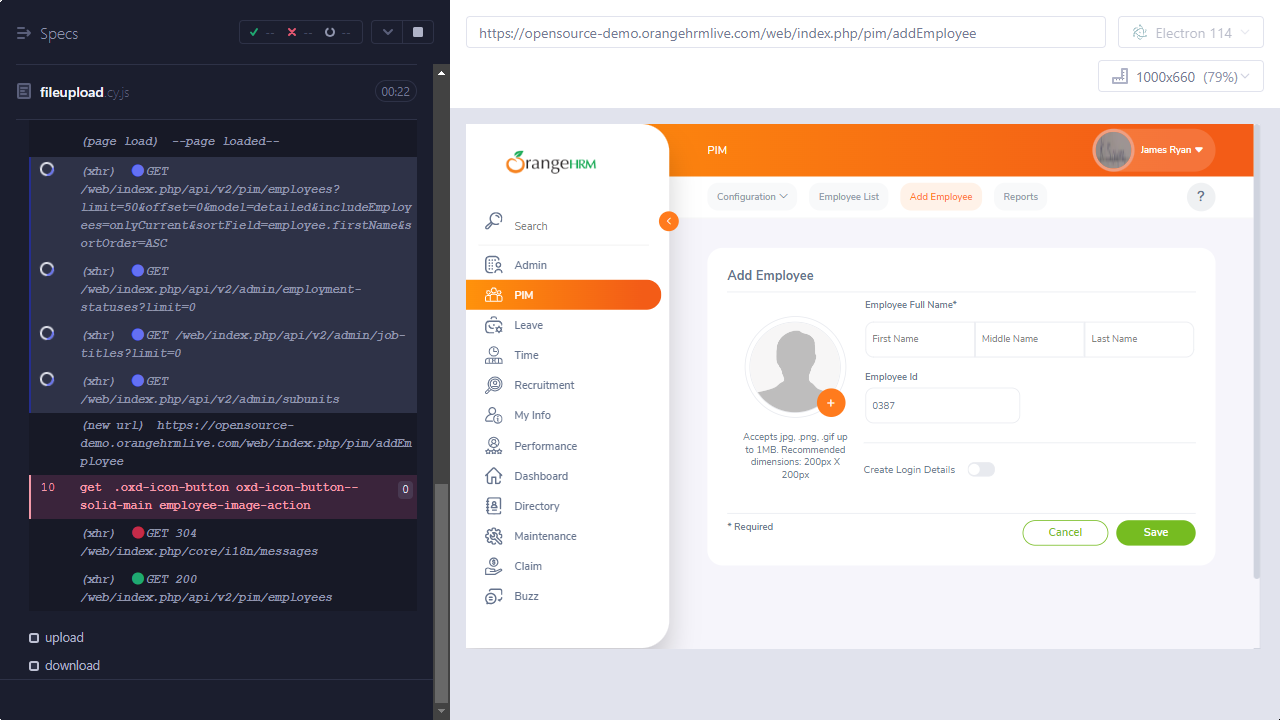 Specs
-- -- --
fileupload.cy.js
00:22
(page load) --page loaded--
(xhr) GET
/web/index.php/api/v2/pim/employees?
limit=50&offset=0&model=detailed&includeEmploy
ees=onlyCurrent&sortField=employee.firstName&s
ortOrder=ASC
(xhr) GET
/web/index.php/api/v2/admin/employment-
statuses?limit=0
(xhr) GET /web/index.php/api/v2/admin/job-
titles?limit=0
(xhr) GET
/web/index.php/api/v2/admin/subunits
(new url) https://opensource-
demo.orangehrmlive.com/web/index.php/pim/addEm
ployee
10 get .oxd-icon-button oxd-icon-button--
solid-main employee-image-action
0
(xhr) GET 304
/web/index.php/core/i18n/messages
(xhr) GET 200
/web/index.php/api/v2/pim/employees
upload
download
https://opensource-demo.orangehrmlive.com/web/index.php/pim/addEmployee
Electron 114
1000x660 (79%)
OrangeHRM
Search
Admin
PIM
Leave
Time
Recruitment
My Info
Performance
Dashboard
Directory
Maintenance
Claim
Buzz
PIM
James Ryan
Configuration
Employee List
Add Employee
Reports
?
Add Employee
Employee Full Name*
First Name
Middle Name
Last Name
Employee Id
0387
+
Accepts jpg, .png, .gif up
to 1MB. Recommended
dimensions: 200px X
200px
Create Login Details
* Required
Cancel
Save